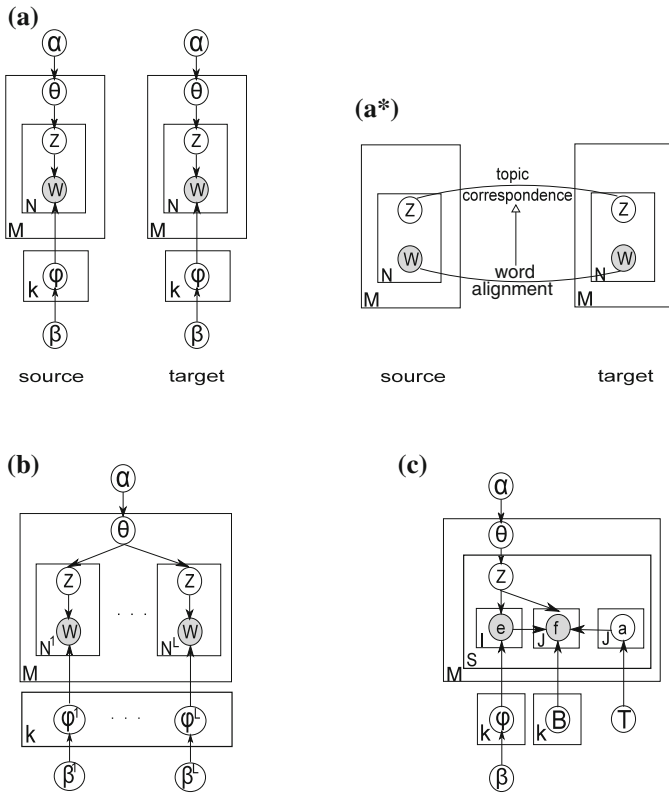 (a)
α α
θ θ
Z Z
W W
N N
M M
φ φ
k k
β β
source target
(a*)
topic
correspondence
Z Z
W W
word
alignment
N N
M M
source target
(b)
α
θ
Z Z
. . .
W W
N¹ Nᴸ
M
φ¹ . . . φᴸ
k
β¹ βᴸ
(c)
α
θ
Z
e f a
I J J
S
M
φ B T
k k
β